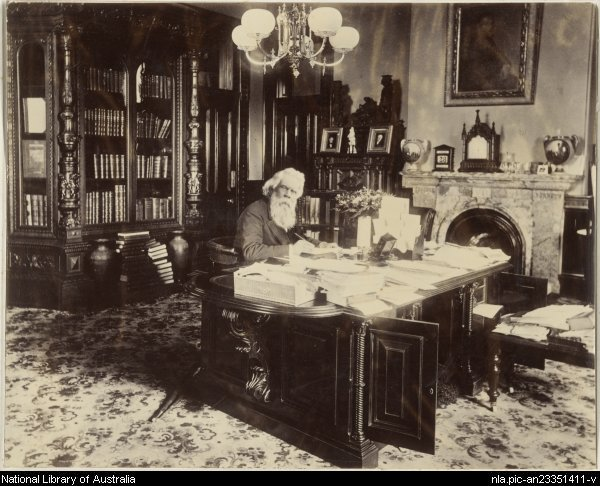 National Library of Australia
nla.pic-an23351411-v